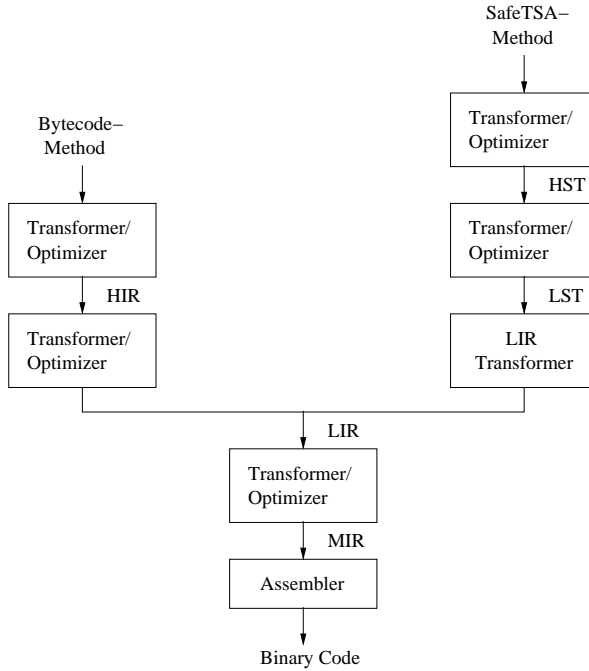 SafeTSA–
Method
Transformer/
Optimizer
Bytecode–
Method
HST
Transformer/
Optimizer
Transformer/
Optimizer
HIR
LST
Transformer/
Optimizer
LIR
Transformer
LIR
Transformer/
Optimizer
MIR
Assembler
Binary Code